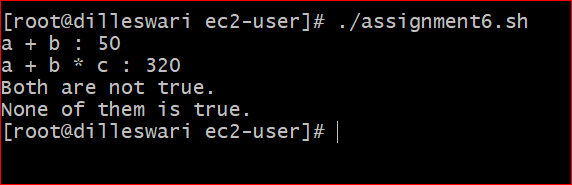 [root@dilleswari ec2-user]# ./assignment6.sh
a + b : 50
a + b * c : 320
Both are not true.
None of them is true.
[root@dilleswari ec2-user]#